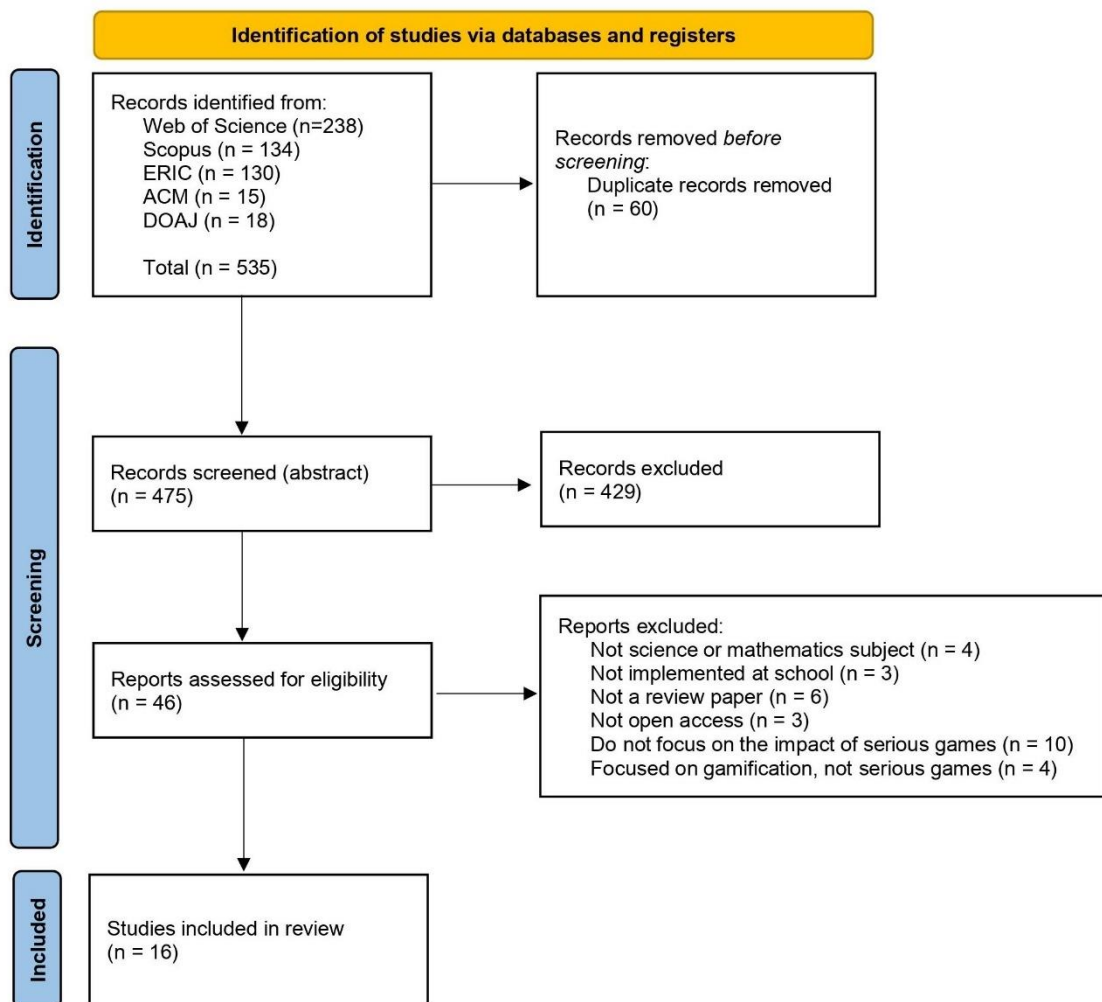 Identification of studies via databases and registers
Identification
Records identified from:
Web of Science (n=238)
Scopus (n = 134)
ERIC (n = 130)
ACM (n = 15)
DOAJ (n = 18)
Total (n = 535)
Records removed before
screening:
Duplicate records removed
(n = 60)
Screening
Records screened (abstract)
(n = 475)
Records excluded
(n = 429)
Reports assessed for eligibility
(n = 46)
Reports excluded:
Not science or mathematics subject (n = 4)
Not implemented at school (n = 3)
Not a review paper (n = 6)
Not open access (n = 3)
Do not focus on the impact of serious games (n = 10)
Focused on gamification, not serious games (n = 4)
Included
Studies included in review
(n = 16)